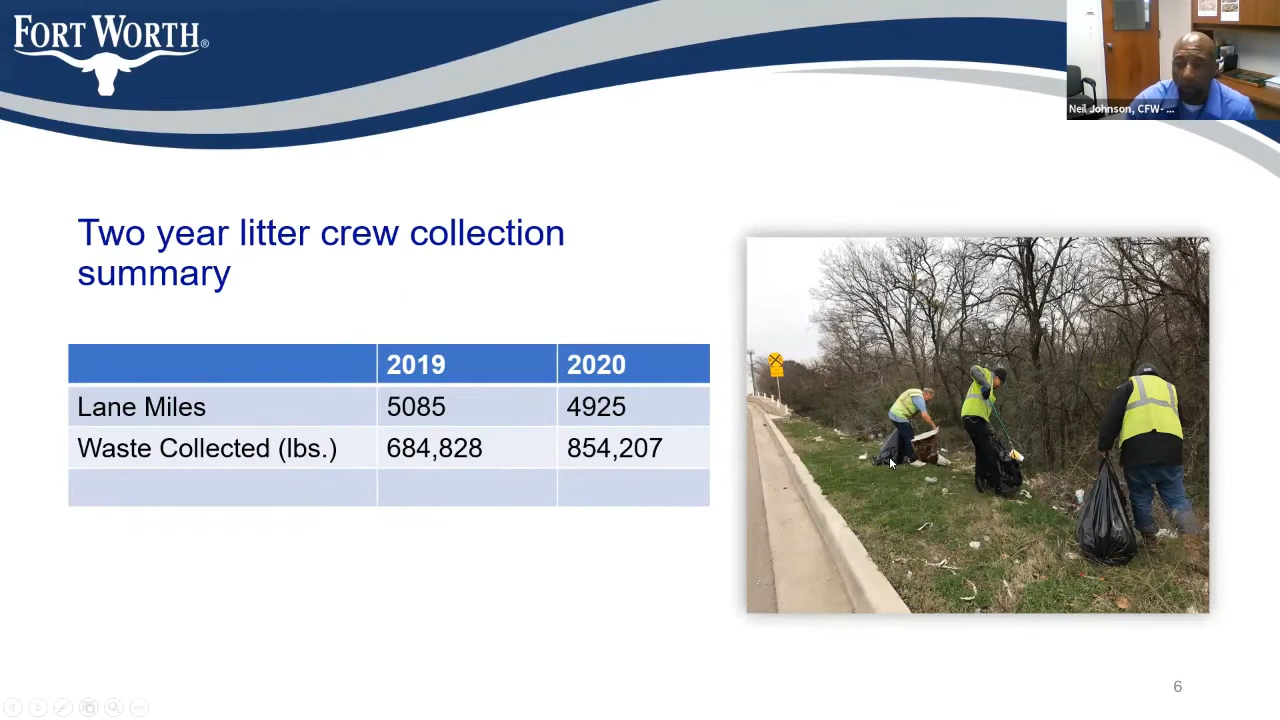 FORT WORTH®
Neil Johnson, CFW- ...
Two year litter crew collection
summary
2019 2020
Lane Miles 5085 4925
Waste Collected (lbs.) 684,828 854,207
6